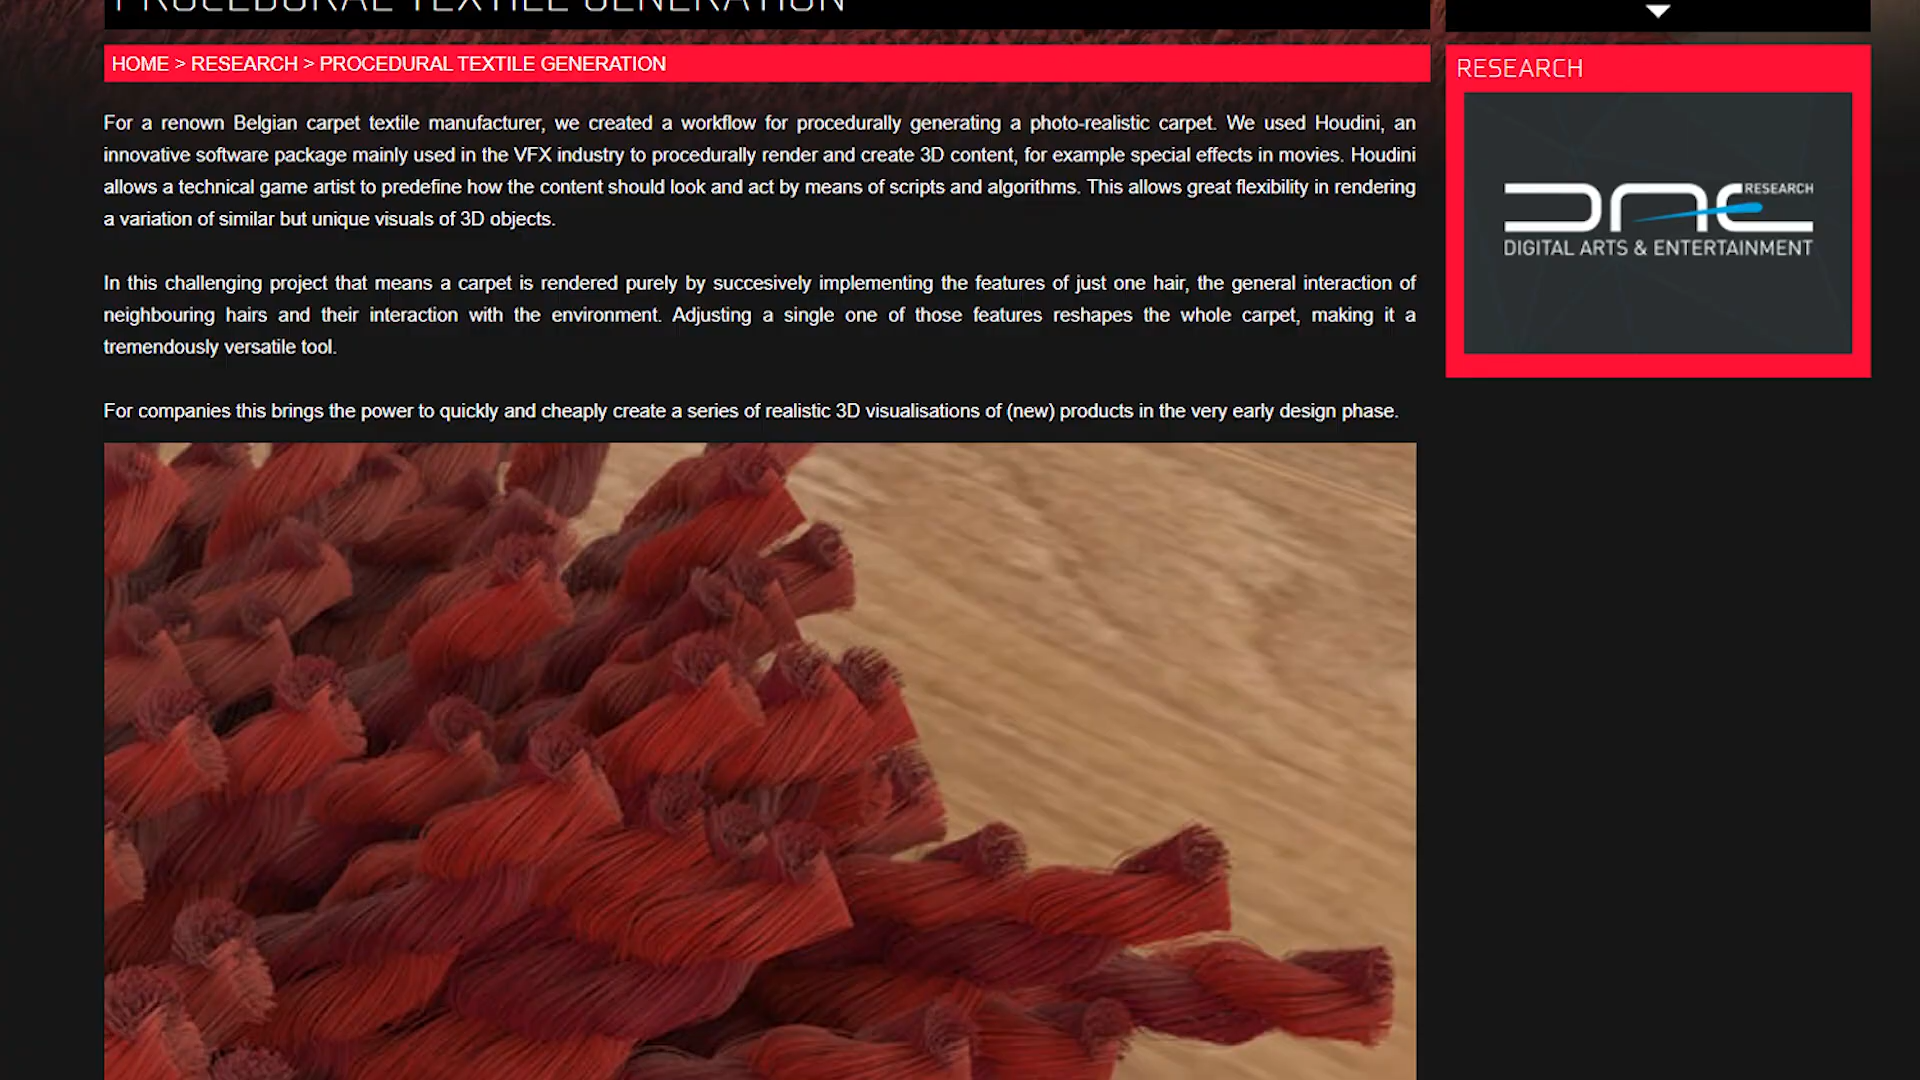 PROCEDURAL TEXTILE GENERATION
HOME > RESEARCH > PROCEDURAL TEXTILE GENERATION
For a renown Belgian carpet textile manufacturer, we created a workflow for procedurally generating a photo-realistic carpet. We used Houdini, an
innovative software package mainly used in the VFX industry to procedurally render and create 3D content, for example special effects in movies. Houdini
allows a technical game artist to predefine how the content should look and act by means of scripts and algorithms. This allows great flexibility in rendering
a variation of similar but unique visuals of 3D objects.
In this challenging project that means a carpet is rendered purely by succesively implementing the features of just one hair, the general interaction of
neighbouring hairs and their interaction with the environment. Adjusting a single one of those features reshapes the whole carpet, making it a
tremendously versatile tool.
For companies this brings the power to quickly and cheaply create a series of realistic 3D visualisations of (new) products in the very early design phase.
RESEARCH
RESEARCH
DAE
DIGITAL ARTS & ENTERTAINMENT